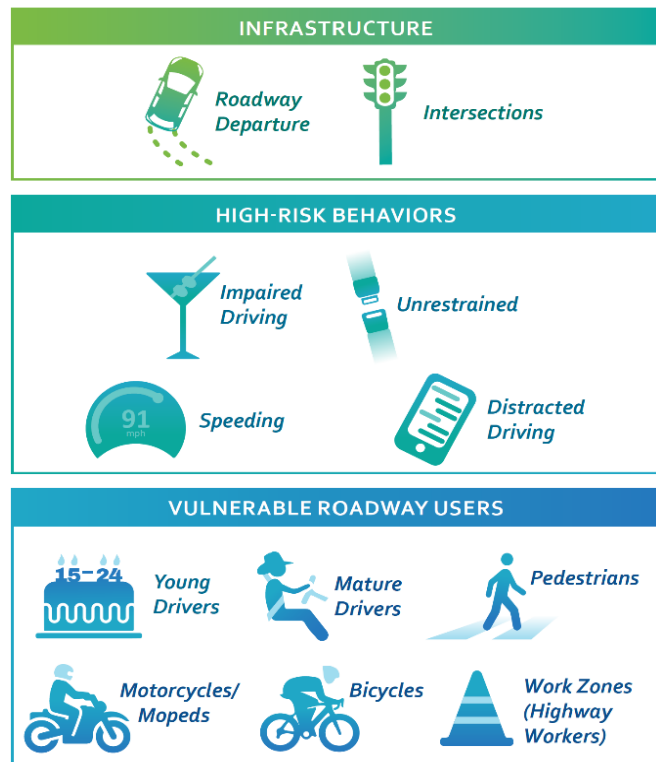 INFRASTRUCTURE
Roadway
Departure
Intersections
HIGH-RISK BEHAVIORS
Impaired
Driving
Unrestrained
91
mph
Speeding
Distracted
Driving
VULNERABLE ROADWAY USERS
15-24
Young
Drivers
Mature
Drivers
Pedestrians
Motorcycles/
Mopeds
Bicycles
Work Zones
(Highway
Workers)